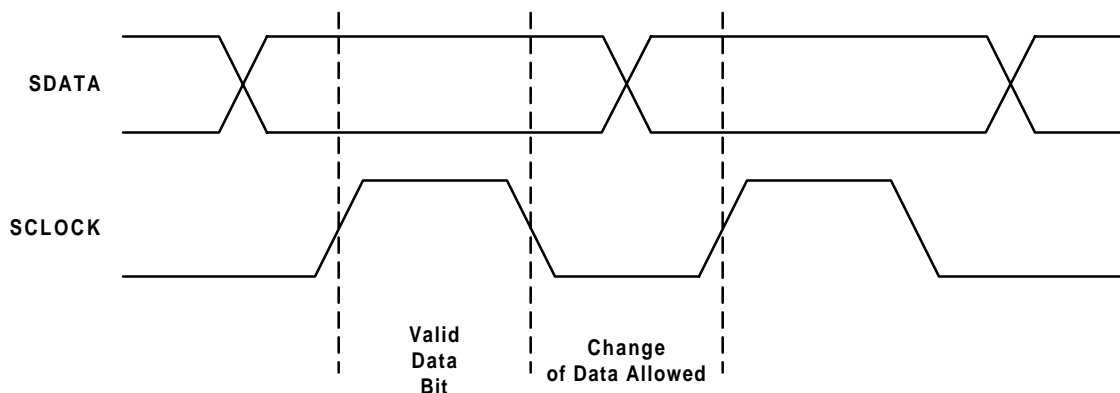 SDATA
SCLOCK
Valid
Data
Bit
Change
of Data Allowed